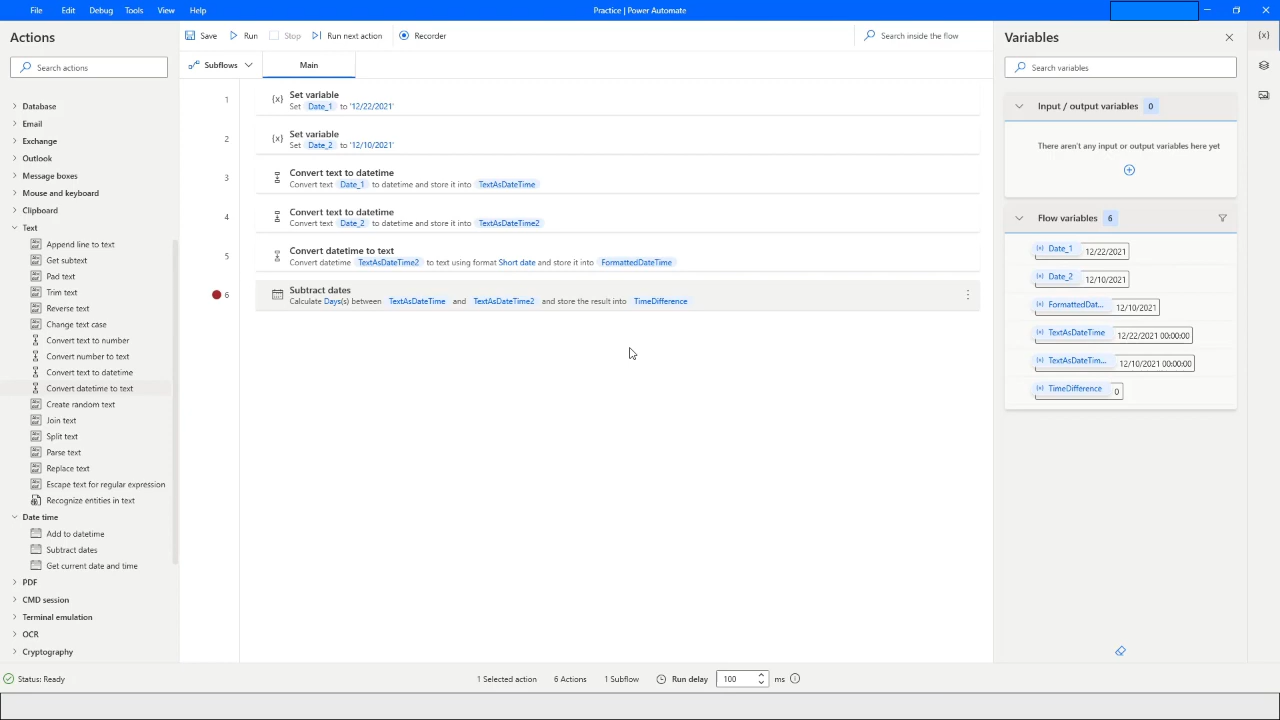 File Edit Debug Tools View Help
Practice | Power Automate
Actions
Search actions
Database
Email
Exchange
Outlook
Message boxes
Mouse and keyboard
Clipboard
Text
Append line to text
Get subtext
Pad text
Trim text
Reverse text
Change text case
Convert text to number
Convert number to text
Convert text to datetime
Convert datetime to text
Create random text
Join text
Split text
Parse text
Replace text
Escape text for regular expression
Recognize entities in text
Date time
Add to datetime
Subtract dates
Get current date and time
PDF
CMD session
Terminal emulation
OCR
Cryptography
Save Run Stop Run next action Recorder
Search inside the flow
Subflows Main
1 {x} Set variable
Set Date_1 to '12/22/2021'
2 {x} Set variable
Set Date_2 to '12/10/2021'
3 Convert text to datetime
Convert text Date_1 to datetime and store it into TextAsDateTime
4 Convert text to datetime
Convert text Date_2 to datetime and store it into TextAsDateTime2
5 Convert datetime to text
Convert datetime TextAsDateTime2 to text using format Short date and store it into FormattedDateTime
6 Subtract dates
Calculate Days(s) between TextAsDateTime and TextAsDateTime2 and store the result into TimeDifference
Variables
{x}
Search variables
Input / output variables 0
There aren't any input or output variables here yet
Flow variables 6
(x) Date_1 12/22/2021
(x) Date_2 12/10/2021
(x) FormattedDat... 12/10/2021
(x) TextAsDateTime 12/22/2021 00:00:00
(x) TextAsDateTim... 12/10/2021 00:00:00
(x) TimeDifference 0
Status: Ready
1 Selected action 6 Actions 1 Subflow Run delay 100 ms